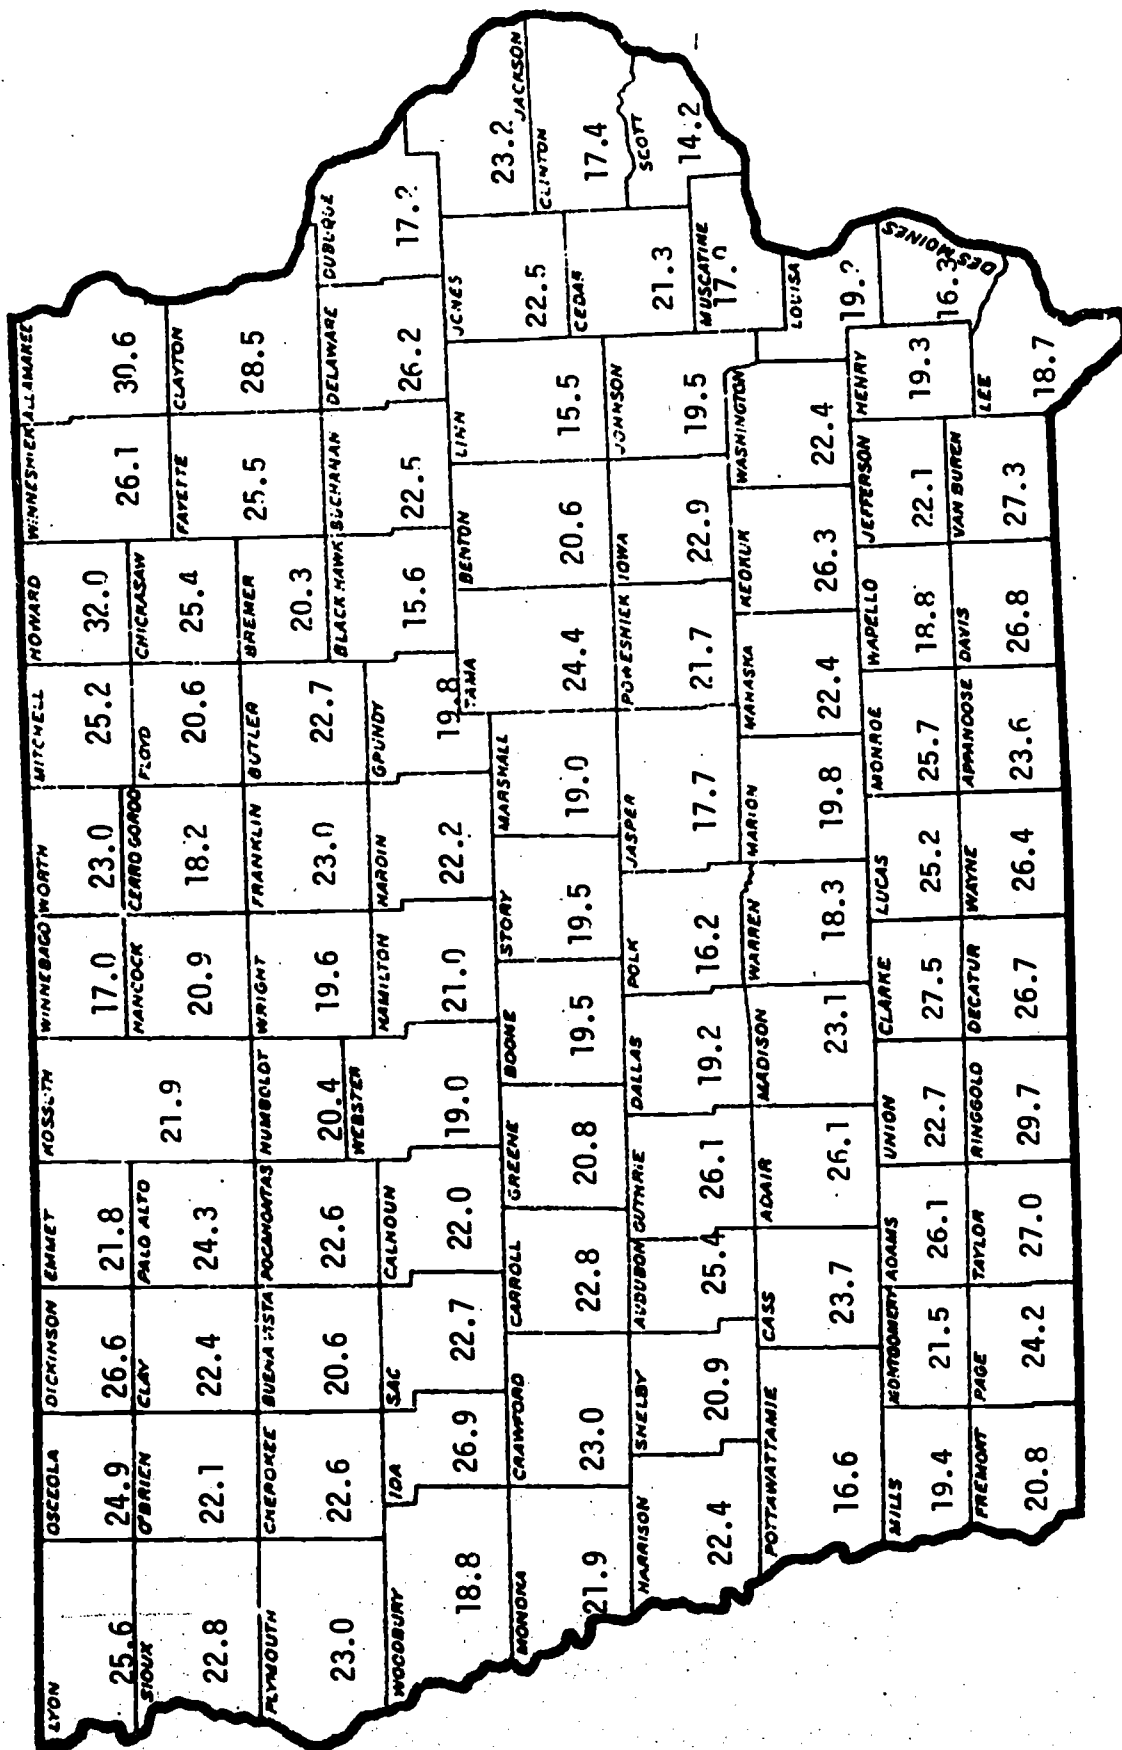 LYON
25.6
OSCEOLA
24.9
DICKINSON
26.6
EMMET
21.8
KOSSUTH
21.9
WINNEBAGO
17.0
WORTH
23.0
MITCHELL
25.2
HOWARD
32.0
WINNESHIEK
26.1
ALLAMAKEE
30.6
SIOUX
22.8
O'BRIEN
22.1
CLAY
22.4
PALO ALTO
24.3
HANCOCK
20.9
CERRO GORDO
18.2
FLOYD
20.6
CHICKASAW
25.4
FAYETTE
25.5
CLAYTON
28.5
PLYMOUTH
23.0
CHEROKEE
22.6
BUENA VISTA
20.6
POCAHONTAS
22.6
HUMBOLDT
20.4
WRIGHT
19.6
FRANKLIN
23.0
BUTLER
22.7
BREMER
20.3
WOODBURY
18.8
IDA
26.9
SAC
22.7
CALHOUN
22.0
WEBSTER
19.0
HAMILTON
21.0
HARDIN
22.2
GRUNDY
19.8
BLACK HAWK
15.6
BUCHANAN
22.5
DELAWARE
26.2
DUBUQUE
MONONA
21.9
CRAWFORD
23.0
CARROLL
22.8
GREENE
20.8
BOONE
19.5
STORY
19.5
MARSHALL
19.0
TAMA
24.4
BENTON
20.6
LINN
15.5
JONES
22.5
JACKSON
23.2
CLINTON
17.4
CEDAR
21.3
SCOTT
14.2
HARRISON
22.4
SHELBY
20.9
AUDUBON
25.4
GUTHRIE
26.1
DALLAS
19.2
POLK
16.2
JASPER
17.7
POWESHIEK
21.7
IOWA
22.9
JOHNSON
19.5
MUSCATINE
POTTAWATTAMIE
16.6
CASS
23.7
ADAIR
26.1
MADISON
23.1
WARREN
18.3
MARION
19.8
MAHASKA
22.4
KEOKUK
26.3
WASHINGTON
22.4
LOUISA
MILLS
19.4
MONTGOMERY
21.5
ADAMS
26.1
UNION
22.7
CLARKE
27.5
LUCAS
25.2
MONROE
25.7
WAPELLO
18.8
JEFFERSON
22.1
HENRY
19.3
DES MOINES
16.3
FREMONT
20.8
PAGE
24.2
TAYLOR
27.0
RINGGOLD
29.7
DECATUR
26.7
WAYNE
26.4
APPANOOSE
23.6
DAVIS
26.8
VAN BUREN
27.3
LEE
18.7